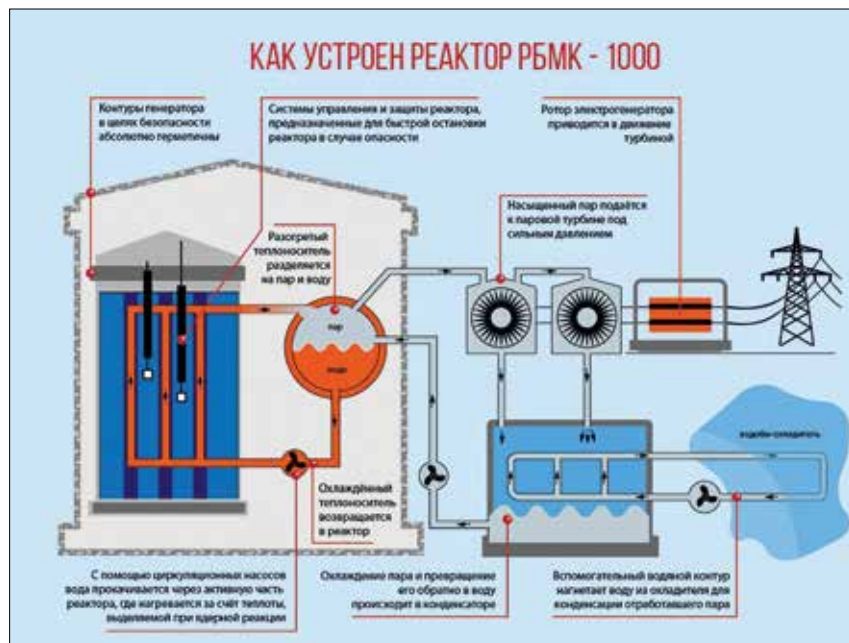 КАК УСТРОЕН РЕАКТОР РБМК - 1000
Контуры генератора
в целях безопасности
абсолютно герметичны
Системы управления и защиты реактора,
предназначенные для быстрой остановки
реактора в случае опасности
Ротор электрогенератора
приводится в движение
турбиной
Насыщенный пар подаётся
к паровой турбине под
сильным давлением
Разогретый
теплоноситель
разделяется
на пар и воду
пар
вода
водоём-охладитель
Охлаждённый
теплоноситель
возвращается
в реактор
С помощью циркуляционных насосов
вода прокачивается через активную часть
реактора, где нагревается за счёт теплоты,
выделяемой при ядерной реакции
Охлаждение пара и превращение
его обратно в воду
происходит в конденсаторе
Вспомогательный водяной контур
нагнетает воду из охладителя для
конденсации отработавшего пара